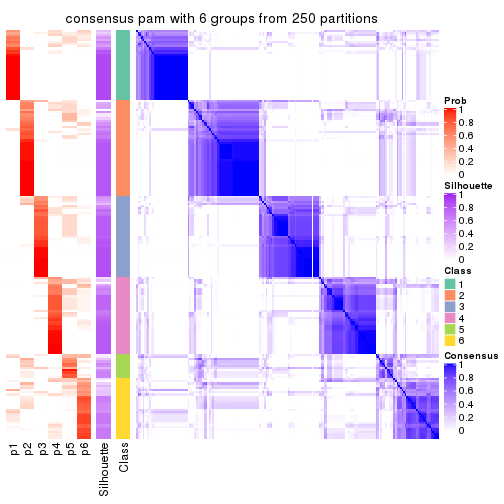 consensus pam with 6 groups from 250 partitions
Prob
1
0.8
0.6
0.4
0.2
0
Silhouette
1
0.8
0.6
0.4
0.2
0
Class
1
2
3
4
5
6
Consensus
1
0.8
0.6
0.4
0.2
0
p1
p2
p3
p4
p5
p6
Silhouette
Class